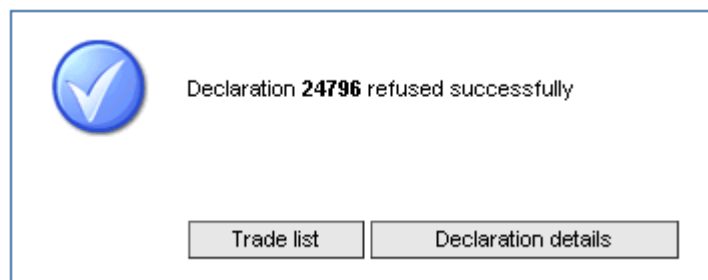 Declaration 24796 refused successfully
Trade list
Declaration details